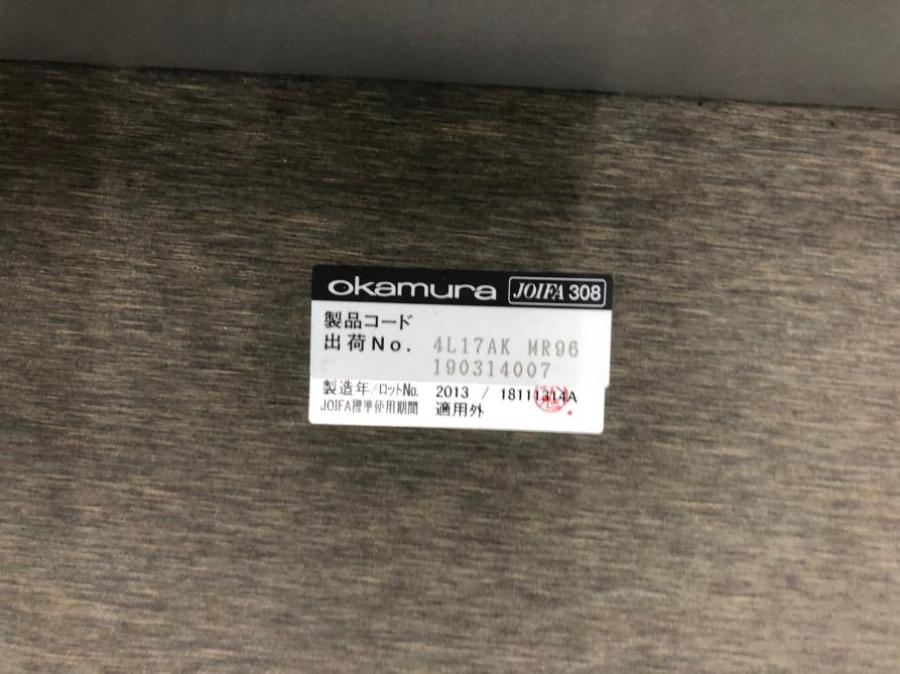 okamura JOIFA 308
製品コード
出荷No. 4L17AK MR96
190314007
製造年/ロットNo. 2013 / 18111314A
JOIFA標準使用期間 適用外